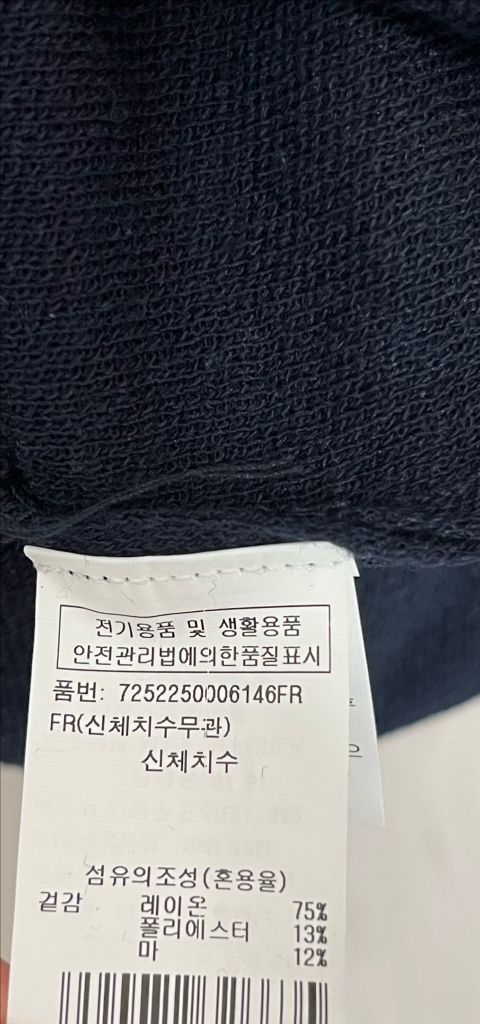 전기용품 및 생활용품
안전관리법에의한품질표시
품번: 7252250006146FR
FR(신체치수무관)
신체치수
섬유의조성(혼용율)
겉감 레이온 75%
폴리에스터 13%
마 12%